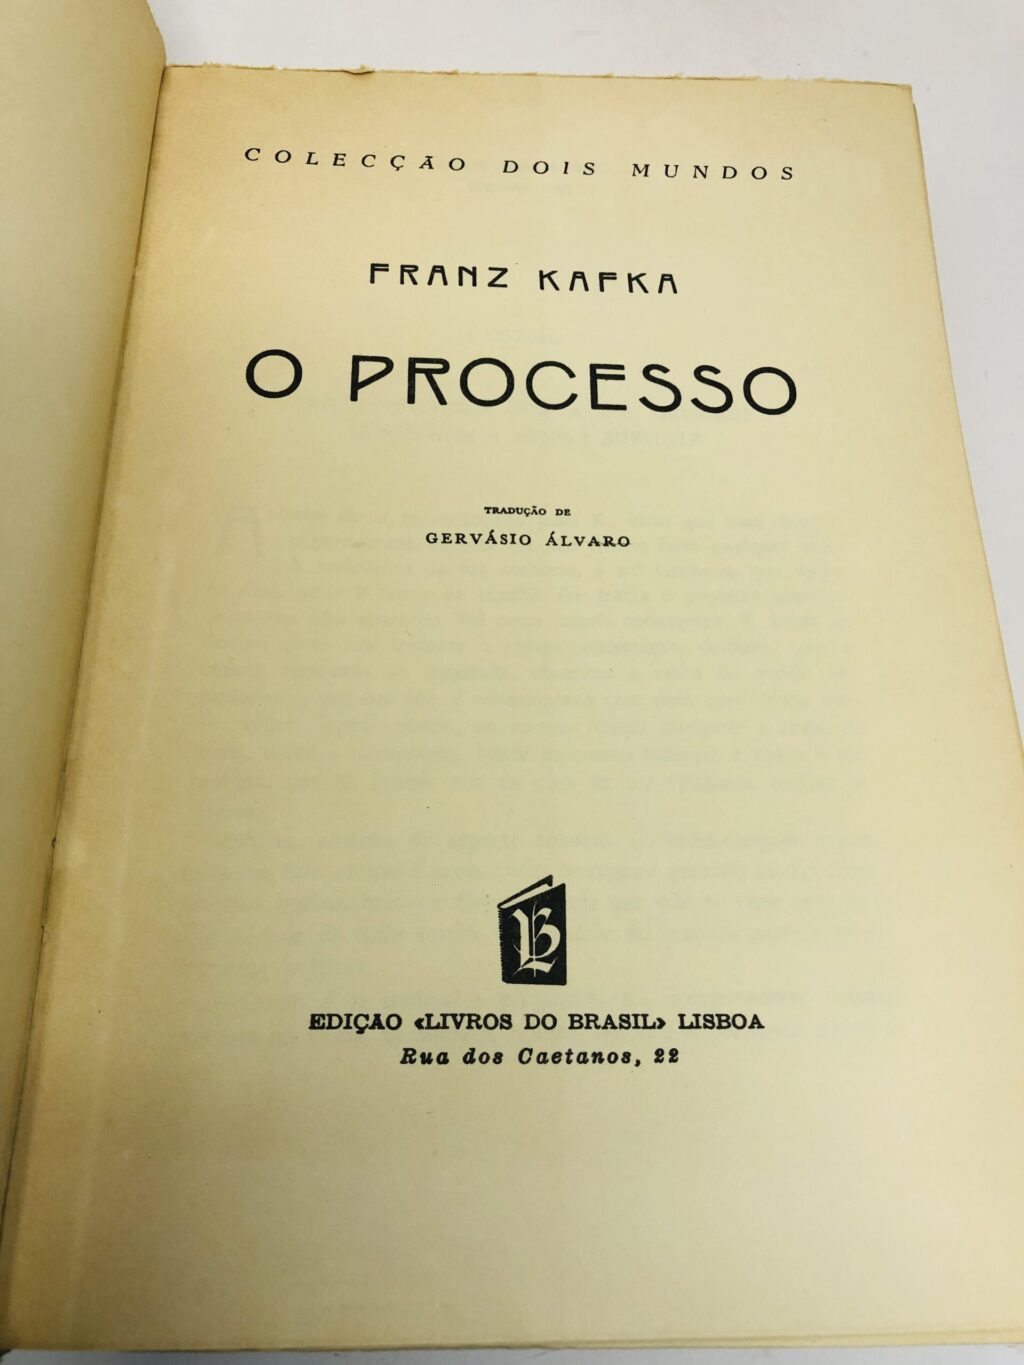 COLECÇÃO DOIS MUNDOS
FRANZ KAFKA
O PROCESSO
TRADUÇÃO DE
GERVÁSIO ÁLVARO
LB
EDIÇÃO «LIVROS DO BRASIL» LISBOA
Rua dos Caetanos, 22